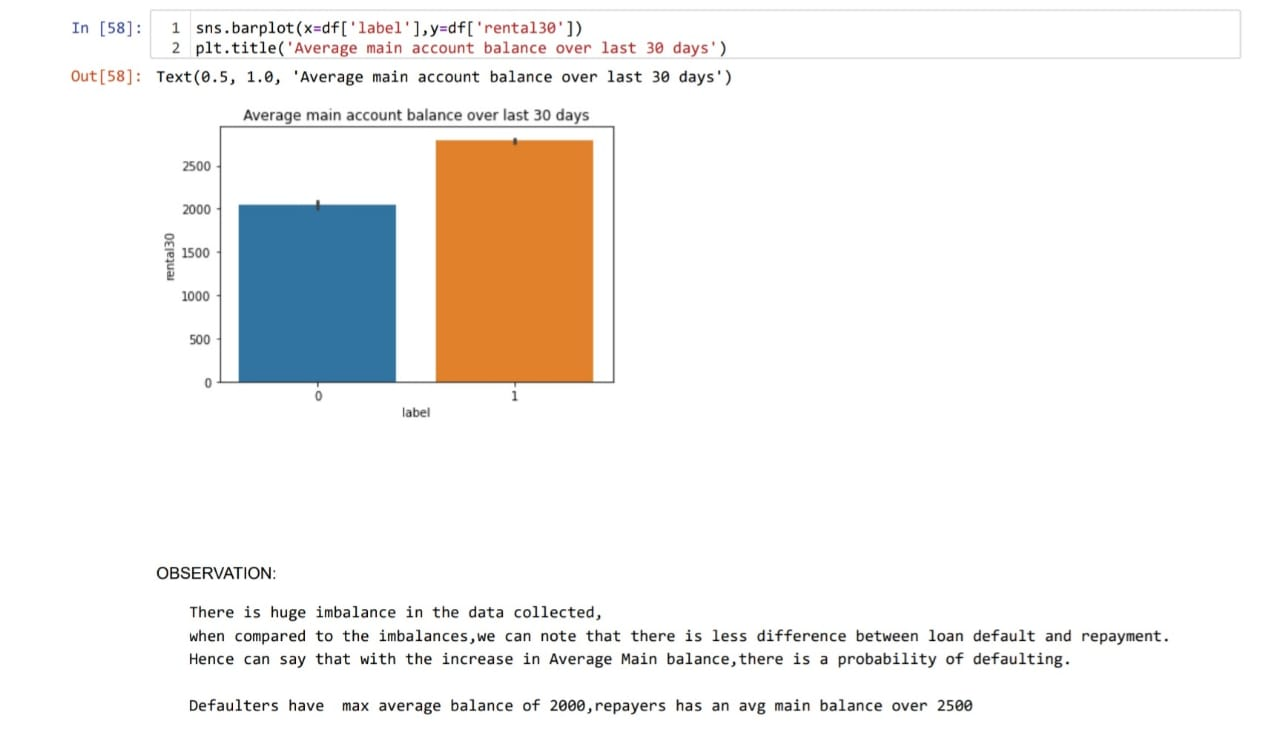 In [58]: 1 sns.barplot(x=df['label'],y=df['rental30'])
2 plt.title('Average main account balance over last 30 days')
Out[58]: Text(0.5, 1.0, 'Average main account balance over last 30 days')
Average main account balance over last 30 days
2500
2000
1500
1000
500
0
rental30
0 1
label
OBSERVATION:
There is huge imbalance in the data collected,
when compared to the imbalances,we can note that there is less difference between loan default and repayment.
Hence can say that with the increase in Average Main balance,there is a probability of defaulting.
Defaulters have max average balance of 2000,repayers has an avg main balance over 2500